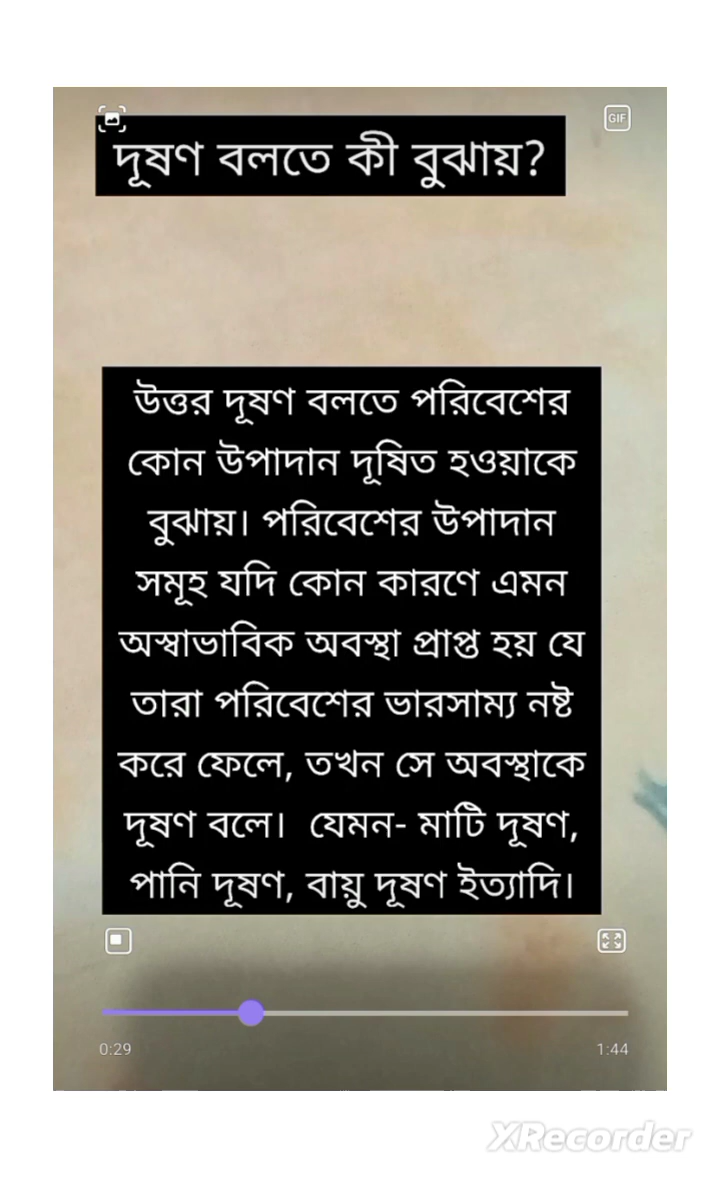 GIF
দূষণ বলতে কী বুঝায়?
উত্তর দূষণ বলতে পরিবেশের
কোন উপাদান দূষিত হওয়াকে
বুঝায়। পরিবেশের উপাদান
সমূহ যদি কোন কারণে এমন
অস্বাভাবিক অবস্থা প্রাপ্ত হয় যে
তারা পরিবেশের ভারসাম্য নষ্ট
করে ফেলে, তখন সে অবস্থাকে
দূষণ বলে। যেমন- মাটি দূষণ,
পানি দূষণ, বায়ু দূষণ ইত্যাদি।
0:29 1:44
XRecorder